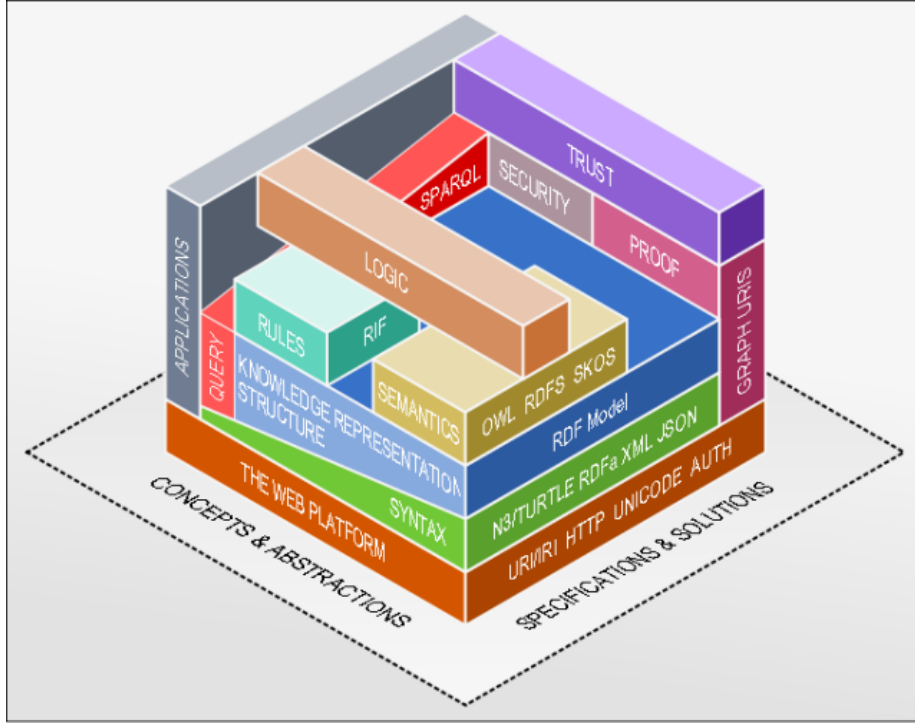 TRUST
SPARQL
SECURITY
PROOF
LOGIC
APPLICATIONS
GRAPH URIS
RULES
RIF
QUERY
KNOWLEDGE REPRESENTATION
STRUCTURE
SEMANTICS
OWL RDFS SKOS
RDF Model
SYNTAX
N3/TURTLE RDFa XML JSON
THE WEB PLATFORM
URI/IRI HTTP UNICODE AUTH
CONCEPTS & ABSTRACTIONS
SPECIFICATIONS & SOLUTIONS